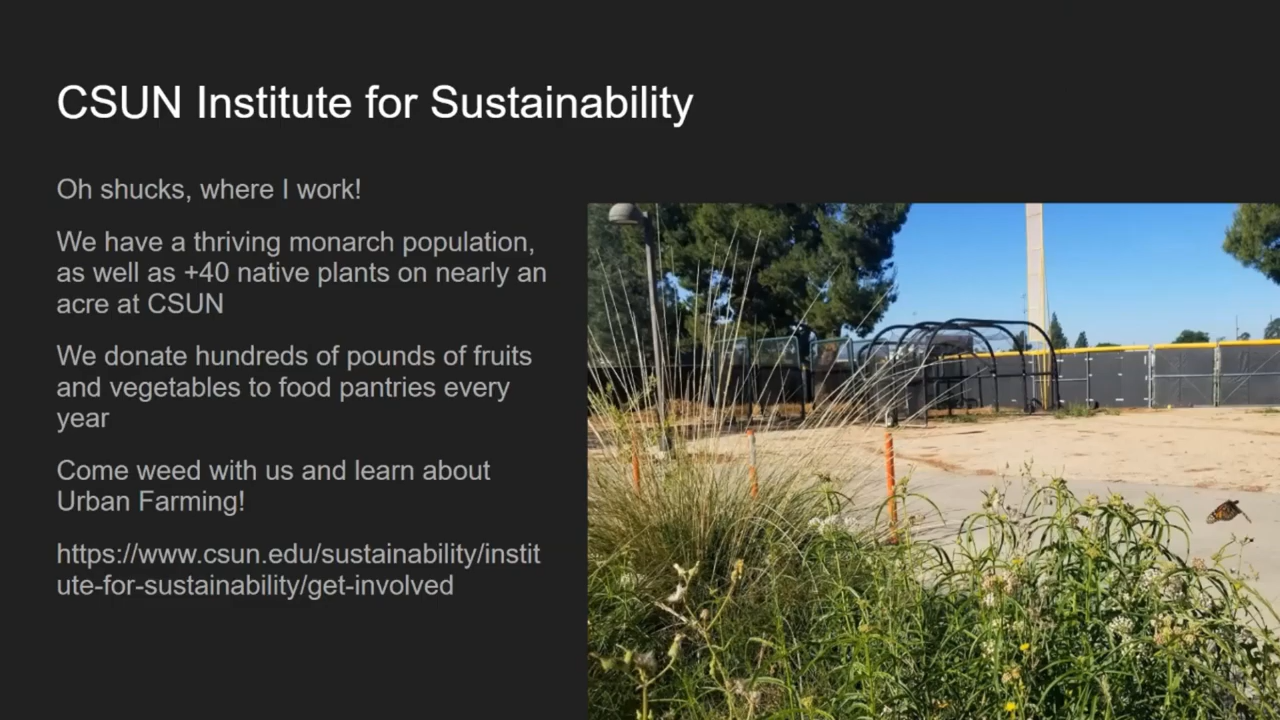 CSUN Institute for Sustainability
Oh shucks, where I work!
We have a thriving monarch population,
as well as +40 native plants on nearly an
acre at CSUN
We donate hundreds of pounds of fruits
and vegetables to food pantries every
year
Come weed with us and learn about
Urban Farming!
https://www.csun.edu/sustainability/instit
ute-for-sustainability/get-involved